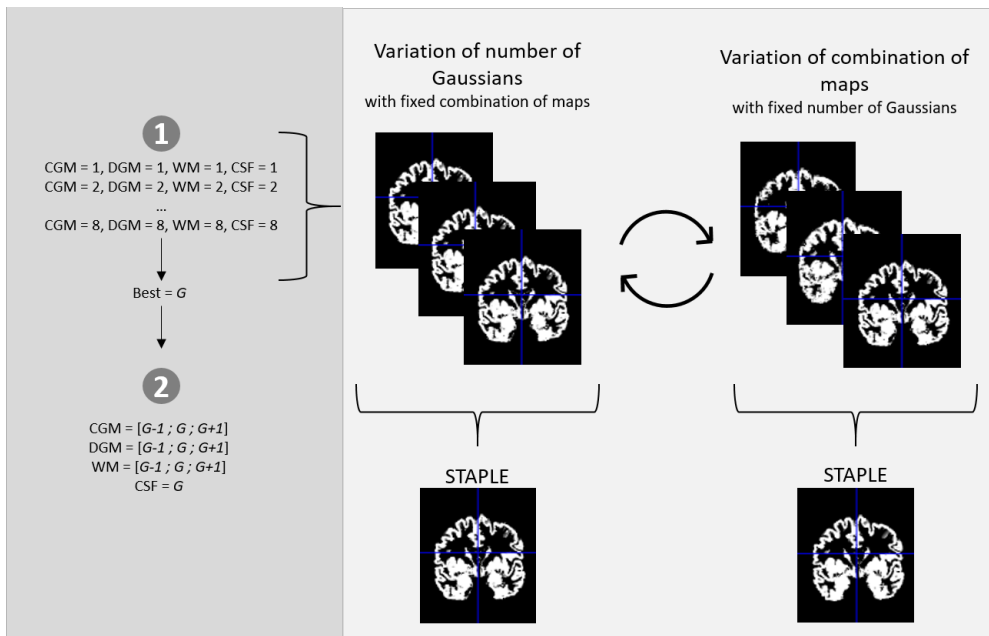 1
CGM = 1, DGM = 1, WM = 1, CSF = 1
CGM = 2, DGM = 2, WM = 2, CSF = 2
...
CGM = 8, DGM = 8, WM = 8, CSF = 8
Best = G
2
CGM = [G-1 ; G ; G+1]
DGM = [G-1 ; G ; G+1]
WM = [G-1 ; G ; G+1]
CSF = G
Variation of number of
Gaussians
with fixed combination of maps
STAPLE
Variation of combination of
maps
with fixed number of Gaussians
STAPLE